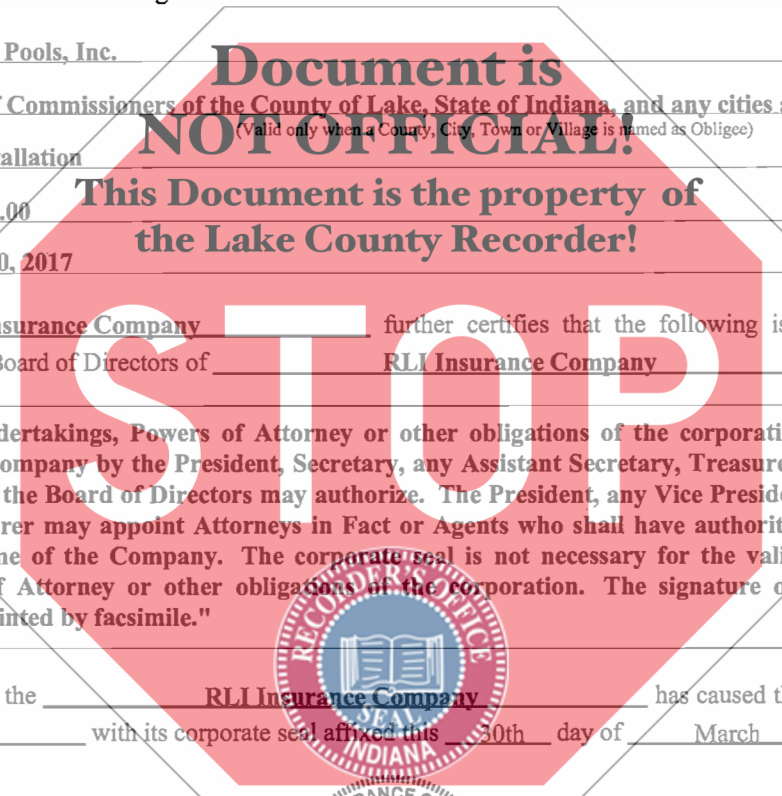 Pools, Inc.
Document is
Commissioners of the County of Lake, State of Indiana, and any cities
NOT OFFICIAL!
(Valid only when a County, City, Town or Village is named as Obligee)
allation
This Document is the property of
.00
the Lake County Recorder!
0, 2017
STOP
nsurance Company further certifies that the following is
Board of Directors of RLI Insurance Company
dertakings, Powers of Attorney or other obligations of the corporati
ompany by the President, Secretary, any Assistant Secretary, Treasure
the Board of Directors may authorize. The President, any Vice Preside
rer may appoint Attorneys in Fact or Agents who shall have authorit
me of the Company. The corporate seal is not necessary for the vali
f Attorney or other obligations of the corporation. The signature o
inted by facsimile."
RECORDER'S OFFICE
the RLI Insurance Company has caused th
SEAL
with its corporate seal affixed this 30th day of March
INDIANA